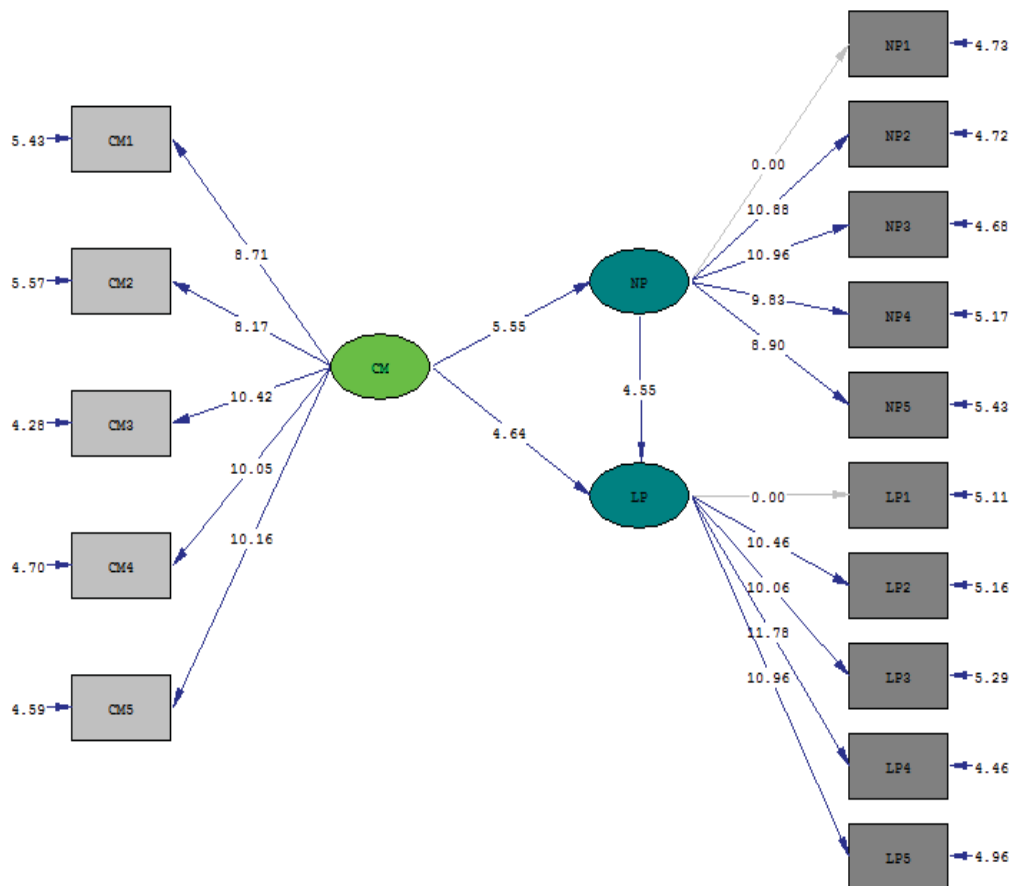 NP1
4.73
5.43
CM1
NP2
4.72
0.00
10.88
NP3
4.68
10.96
8.71
5.57
CM2
NP
9.83
NP4
5.17
8.17
5.55
8.90
CM
4.55
10.42
NP5
5.43
4.28
CM3
4.64
10.05
LP
0.00
LP1
5.11
10.16
10.46
4.70
CM4
10.06
LP2
5.16
11.78
10.96
LP3
5.29
4.59
CM5
LP4
4.46
LP5
4.96